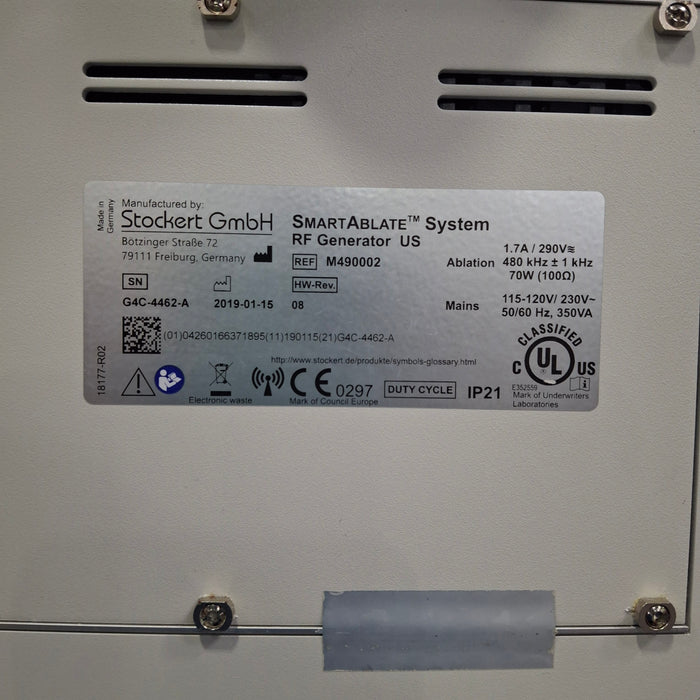 Made in
Germany
Manufactured by:
Stockert GmbH
Bötzinger Straße 72
79111 Freiburg, Germany
SMARTABLATE™ System
RF Generator US
REF M490002
SN
HW-Rev.
G4C-4462-A 2019-01-15 08
Ablation
1.7A / 290V≅
480 kHz ± 1 kHz
70W (100Ω)
Mains
115-120V/ 230V~
50/60 Hz, 350VA
(01)04260166371895(11)190115(21)G4C-4462-A
http://www.stockert.de/produkte/symbols-glossary.html
18177-R02
Electronic waste
CE 0297
Mark of Council Europe
DUTY CYCLE
IP21
CLASSIFIED
C UL US
E352559
Mark of Underwriters
Laboratories